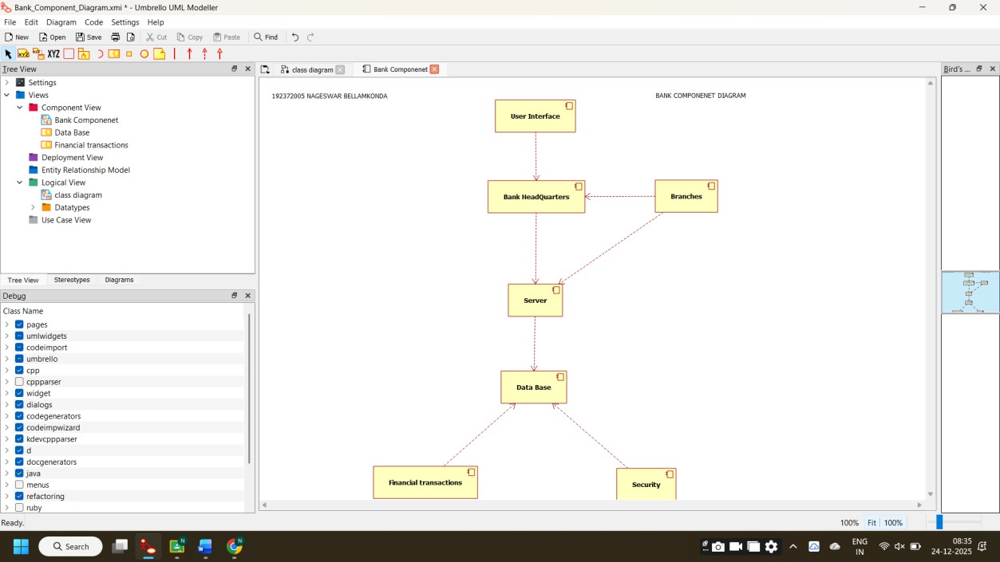 Bank_Component_Diagram.xmi * - Umbrello UML Modeller
File Edit Diagram Code Settings Help
New Open Save Cut Copy Paste Find
XYZ XYZ
Tree View
Settings
Views
Component View
Bank Componenet
Data Base
Financial transactions
Deployment View
Entity Relationship Model
Logical View
class diagram
Datatypes
Use Case View
Tree View Stereotypes Diagrams
Debug
Class Name
pages
umlwidgets
codeimport
umbrello
cpp
cppparser
widget
dialogs
codegenerators
codeimpwizard
kdevcppparser
d
docgenerators
java
menus
refactoring
ruby
class diagram Bank Componenet
192372005 NAGESWAR BELLAMKONDA
BANK COMPONENET DIAGRAM
User Interface
Bank HeadQuarters
Branches
Server
Data Base
Financial transactions
Security
Bird's ...
Ready.
100% Fit 100%
Search
ENG
IN
08:35
24-12-2025